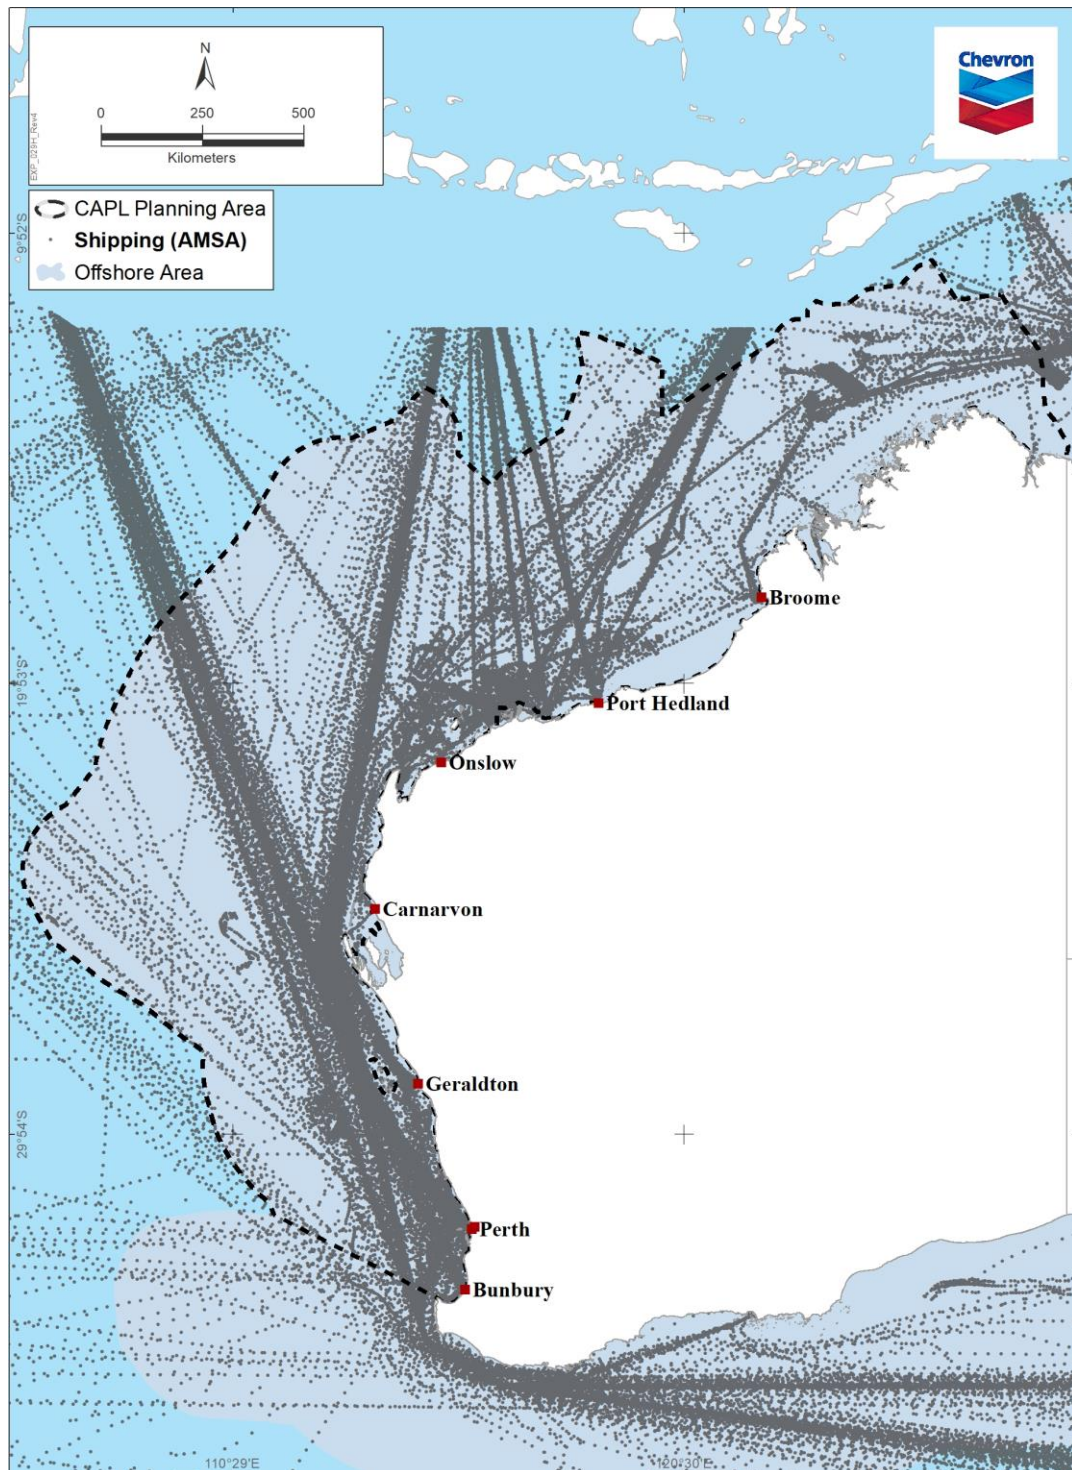 N
0 250 500
Kilometers
EXP_029H_Rev4
Chevron
CAPL Planning Area
Shipping (AMSA)
Offshore Area
9°52'S
19°53'S
29°54'S
Broome
Port Hedland
Onslow
Carnarvon
Geraldton
Perth
Bunbury
110°29'E
120°30'E